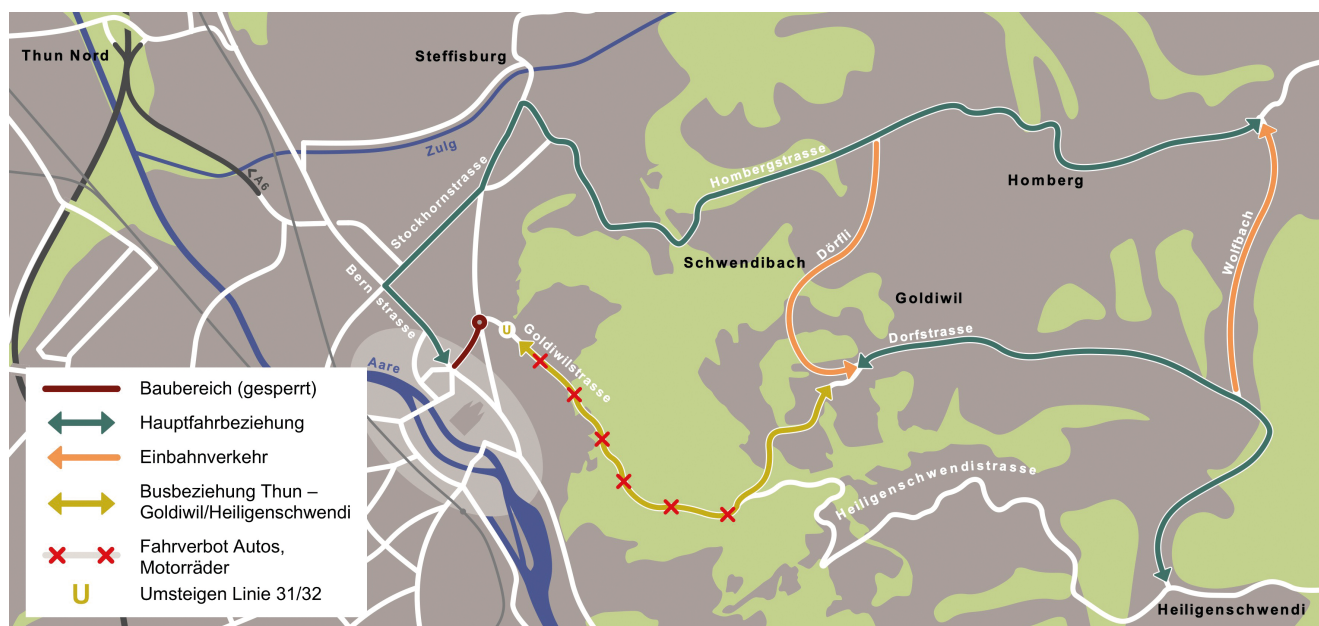 Thun Nord
Steffisburg
Zulg
A6
Stockhornstrasse
Hombergstrasse
Homberg
Schwendibach
Dörfli
Wolfbach
Goldiwil
Bernstrasse
U
Goldiwilstrasse
Dorfstrasse
Aare
Heiligenschwendistrasse
Heiligenschwendi
Baubereich (gesperrt)
Hauptfahrbeziehung
Einbahnverkehr
Busbeziehung Thun –
Goldiwil/Heiligenschwendi
Fahrverbot Autos,
Motorräder
U Umsteigen Linie 31/32